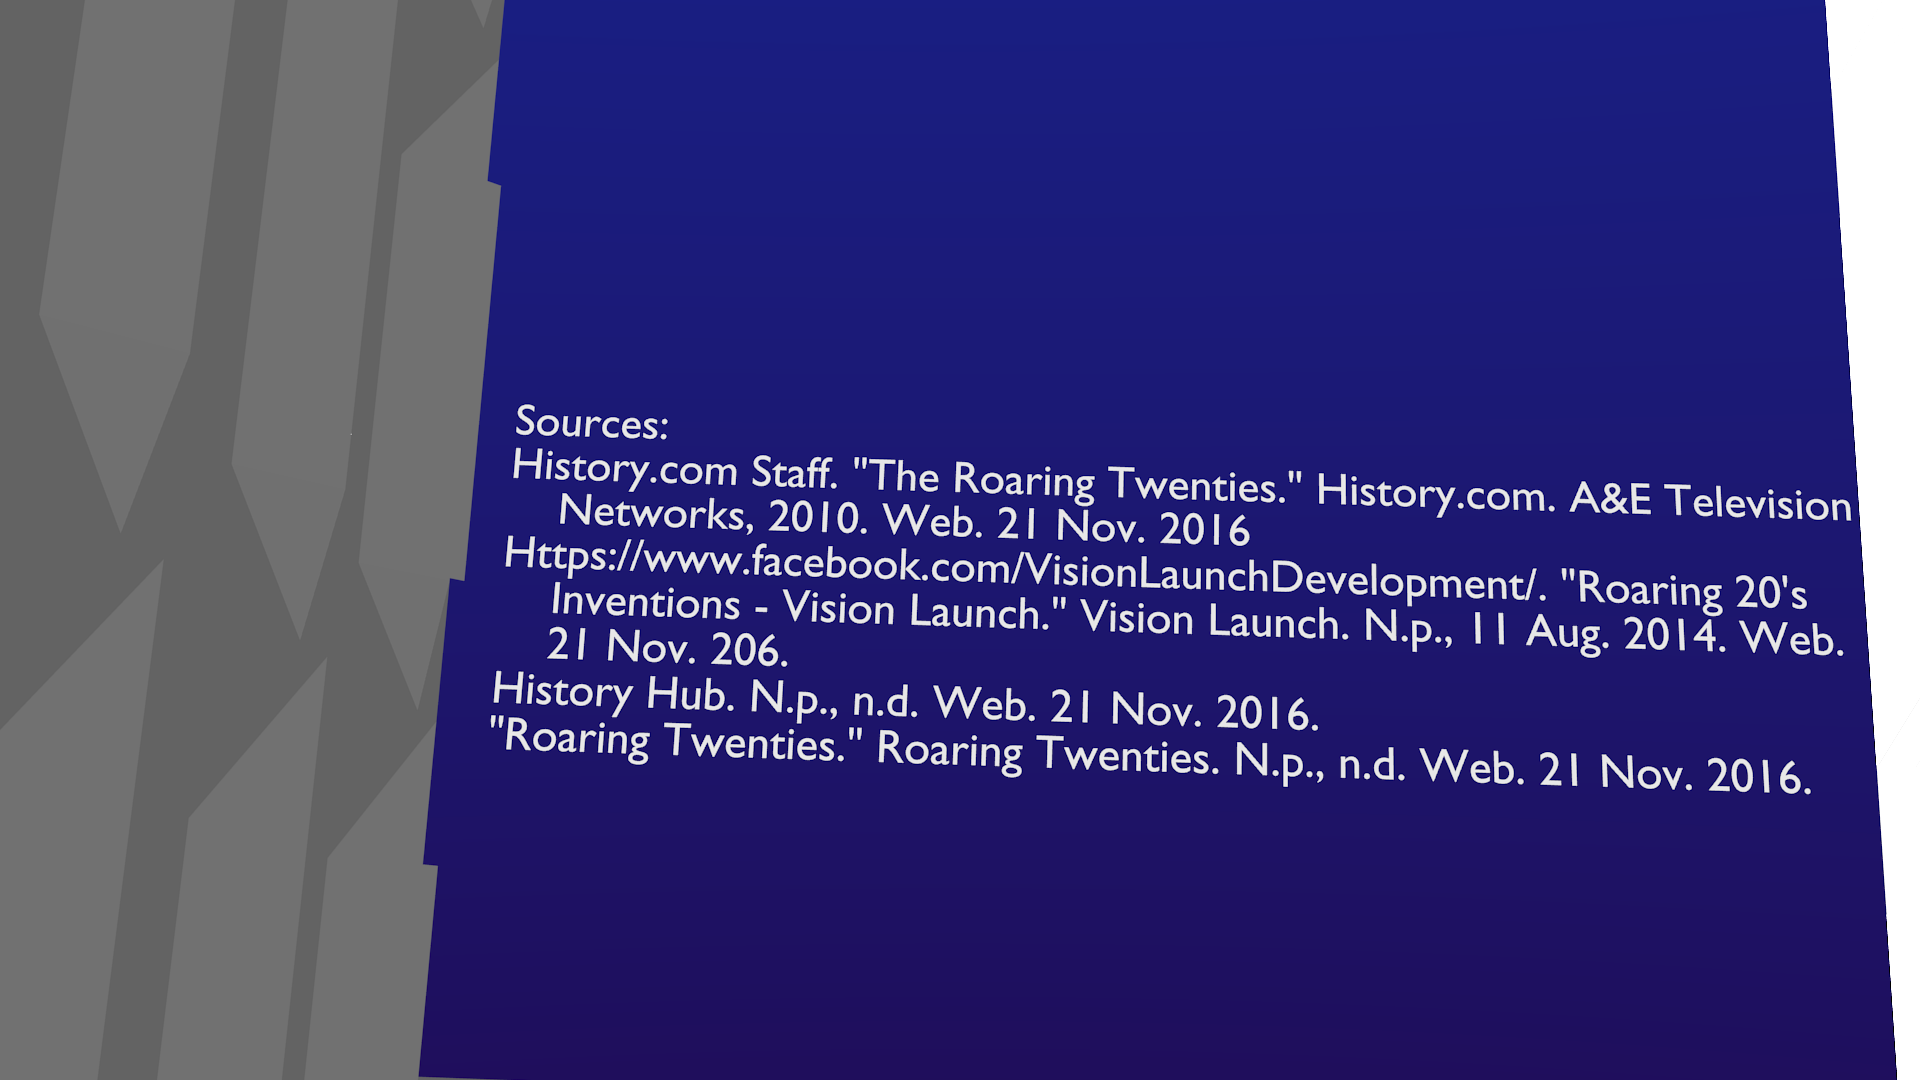 Sources:
History.com Staff. "The Roaring Twenties." History.com. A&E Television
Networks, 2010. Web. 21 Nov. 2016
Https://www.facebook.com/VisionLaunchDevelopment/. "Roaring 20's
Inventions - Vision Launch." Vision Launch. N.p., 11 Aug. 2014. Web.
21 Nov. 206.
History Hub. N.p., n.d. Web. 21 Nov. 2016.
"Roaring Twenties." Roaring Twenties. N.p., n.d. Web. 21 Nov. 2016.